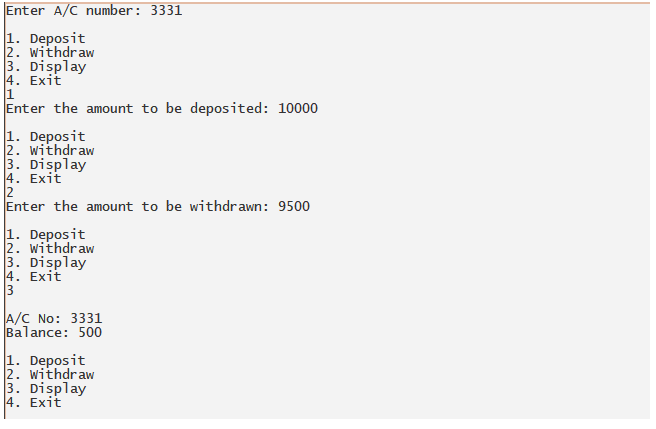 Enter A/C number: 3331
1. Deposit
2. Withdraw
3. Display
4. Exit
1
Enter the amount to be deposited: 10000
1. Deposit
2. Withdraw
3. Display
4. Exit
2
Enter the amount to be withdrawn: 9500
1. Deposit
2. Withdraw
3. Display
4. Exit
3
A/C No: 3331
Balance: 500
1. Deposit
2. Withdraw
3. Display
4. Exit